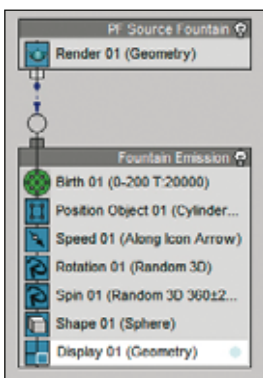 PF Source Fountain
Render 01 (Geometry)
Fountain Emission
Birth 01 (0-200 T:20000)
Position Object 01 (Cylinder...
Speed 01 (Along Icon Arrow)
Rotation 01 (Random 3D)
Spin 01 (Random 3D 360±2...
Shape 01 (Sphere)
Display 01 (Geometry)